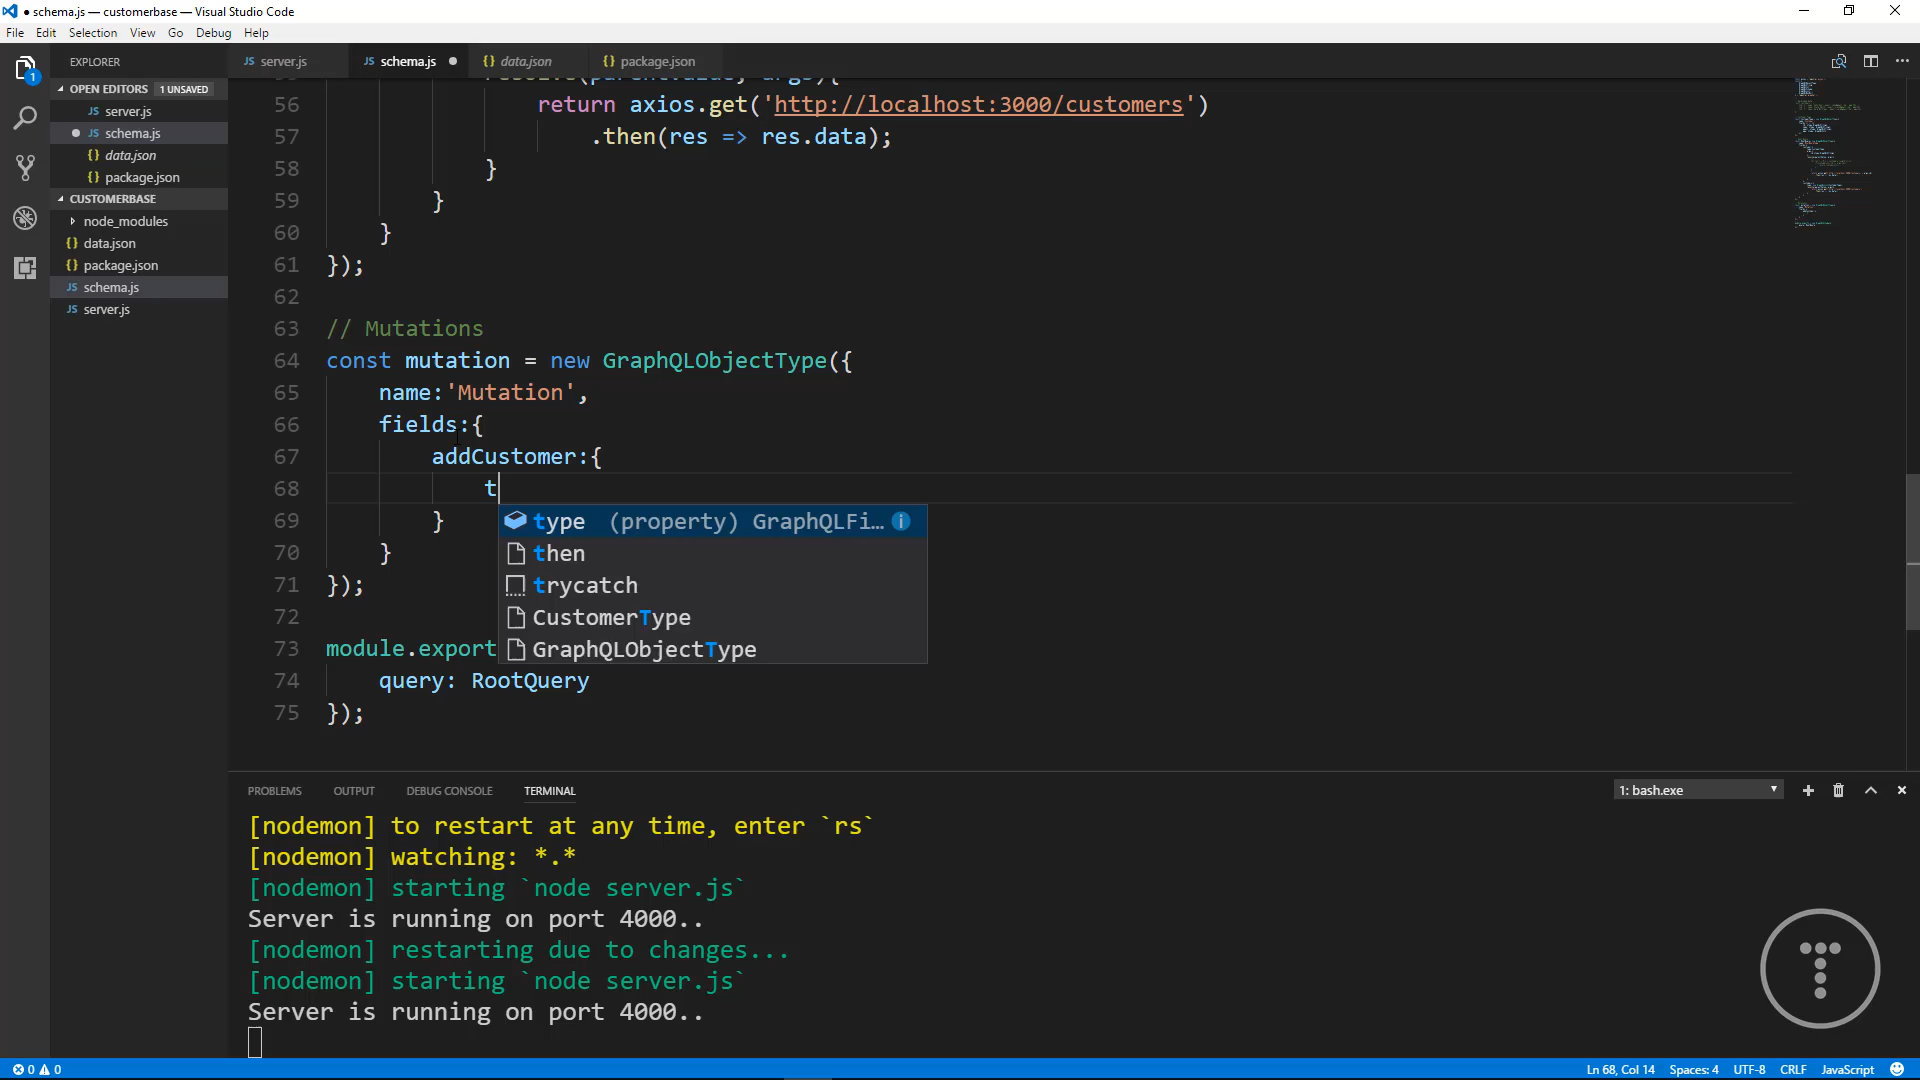 schema.js — customerbase — Visual Studio Code
File Edit Selection View Go Debug Help
EXPLORER
OPEN EDITORS 1 UNSAVED
JS server.js
JS schema.js
{} data.json
{} package.json
CUSTOMERBASE
node_modules
{} data.json
{} package.json
JS schema.js
JS server.js
1
JS server.js JS schema.js {} data.json {} package.json
56 return axios.get('http://localhost:3000/customers')
57 .then(res => res.data);
58 }
59 }
60 }
61 });
62
63 // Mutations
64 const mutation = new GraphQLObjectType({
65 name:'Mutation',
66 fields:{
67 addCustomer:{
68 t
69 }
70 }
71 });
72
73 module.export
74 query: RootQuery
75 });
type (property) GraphQLFi...
then
trycatch
CustomerType
GraphQLObjectType
PROBLEMS OUTPUT DEBUG CONSOLE TERMINAL 1: bash.exe
[nodemon] to restart at any time, enter `rs`
[nodemon] watching: *.*
[nodemon] starting `node server.js`
Server is running on port 4000..
[nodemon] restarting due to changes...
[nodemon] starting `node server.js`
Server is running on port 4000..
0 0 Ln 68, Col 14 Spaces: 4 UTF-8 CRLF JavaScript